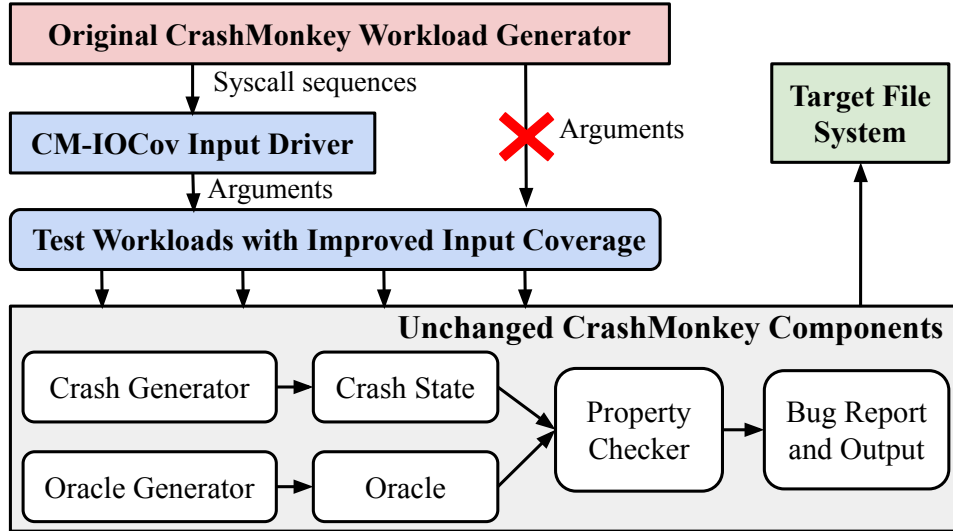 Original CrashMonkey Workload Generator
Syscall sequences
Arguments
Target File
System
CM-IOCov Input Driver
Arguments
Test Workloads with Improved Input Coverage
Unchanged CrashMonkey Components
Crash Generator
Crash State
Property
Checker
Bug Report
and Output
Oracle Generator
Oracle